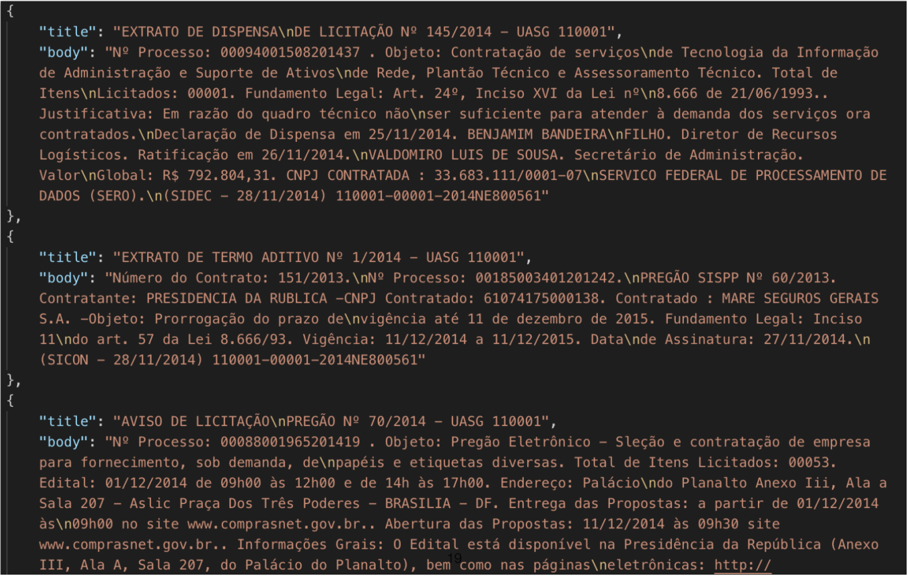 {
"title": "EXTRATO DE DISPENSA\nDE LICITAÇÃO Nº 145/2014 – UASG 110001",
"body": "Nº Processo: 00094001508201437 . Objeto: Contratação de serviços\nde Tecnologia da Informação
de Administração e Suporte de Ativos\nde Rede, Plantão Técnico e Assessoramento Técnico. Total de
Itens\nLicitados: 00001. Fundamento Legal: Art. 24º, Inciso XVI da Lei nº\n8.666 de 21/06/1993..
Justificativa: Em razão do quadro técnico não\nser suficiente para atender à demanda dos serviços ora
contratados.\nDeclaração de Dispensa em 25/11/2014. BENJAMIM BANDEIRA\nFILHO. Diretor de Recursos
Logísticos. Ratificação em 26/11/2014.\nVALDOMIRO LUIS DE SOUSA. Secretário de Administração.
Valor\nGlobal: R$ 792.804,31. CNPJ CONTRATADA : 33.683.111/0001–07\nSERVICO FEDERAL DE PROCESSAMENTO DE
DADOS (SERO).\n(SIDEC – 28/11/2014) 110001–00001–2014NE800561"
},
{
"title": "EXTRATO DE TERMO ADITIVO Nº 1/2014 – UASG 110001",
"body": "Número do Contrato: 151/2013.\nNº Processo: 00185003401201242.\nPREGÃO SISPP Nº 60/2013.
Contratante: PRESIDENCIA DA RUBLICA –CNPJ Contratado: 61074175000138. Contratado : MARE SEGUROS GERAIS
S.A. –Objeto: Prorrogação do prazo de\nvigência até 11 de dezembro de 2015. Fundamento Legal: Inciso
11\ndo art. 57 da Lei 8.666/93. Vigência: 11/12/2014 a 11/12/2015. Data\nde Assinatura: 27/11/2014.\n
(SICON – 28/11/2014) 110001–00001–2014NE800561"
},
{
"title": "AVISO DE LICITAÇÃO\nPREGÃO Nº 70/2014 – UASG 110001",
"body": "Nº Processo: 00088001965201419 . Objeto: Pregão Eletrônico – Sleção e contratação de empresa
para fornecimento, sob demanda, de\npapéis e etiquetas diversas. Total de Itens Licitados: 00053.
Edital: 01/12/2014 de 09h00 às 12h00 e de 14h às 17h00. Endereço: Palácio\ndo Planalto Anexo Iii, Ala a
Sala 207 – Aslic Praça Dos Três Poderes – BRASILIA – DF. Entrega das Propostas: a partir de 01/12/2014
às\n09h00 no site www.comprasnet.gov.br.. Abertura das Propostas: 11/12/2014 às 09h30 site
www.comprasnet.gov.br.. Informações Grais: O Edital está disponível na Presidência da República (Anexo
III, Ala A, Sala 207, do Palácio do Planalto), bem como nas páginas\neletrônicas: http://
19